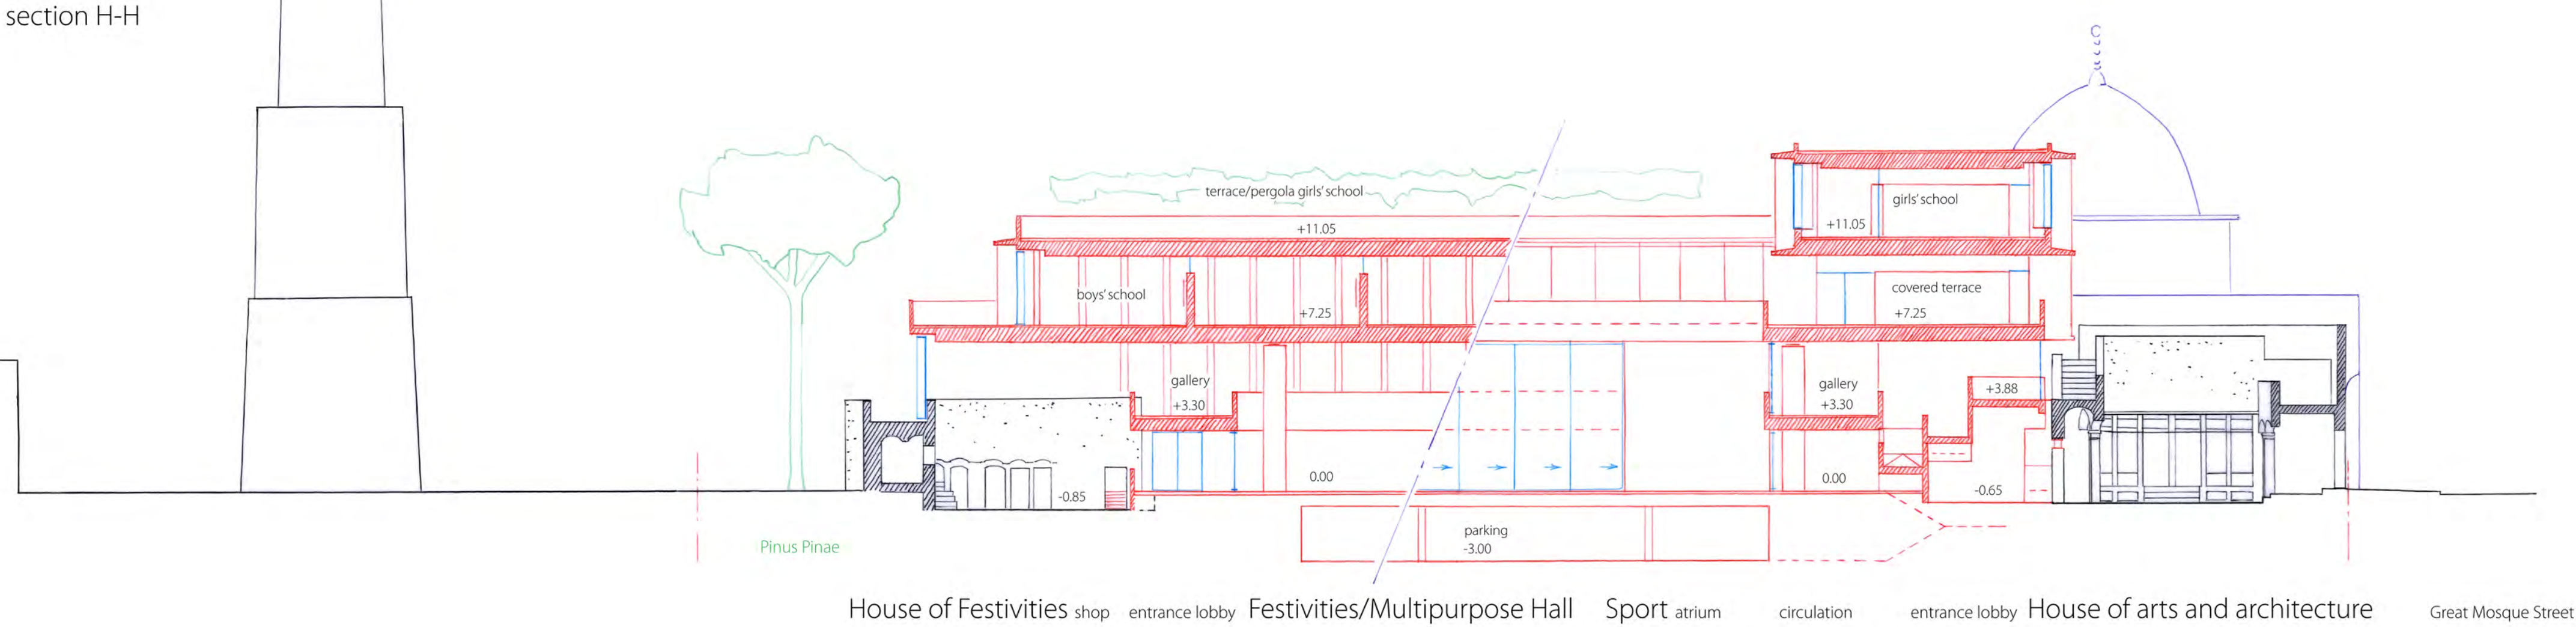 section H-H
terrace/pergola girls' school
girls' school
+11.05
+11.05
boys' school
+7.25
covered terrace
+7.25
gallery
+3.30
gallery
+3.30
+3.88
0.00
0.00
-0.85
-0.65
parking
-3.00
Pinus Pinae
House of Festivities shop entrance lobby Festivities/Multipurpose Hall Sport atrium circulation entrance lobby House of arts and architecture Great Mosque Street